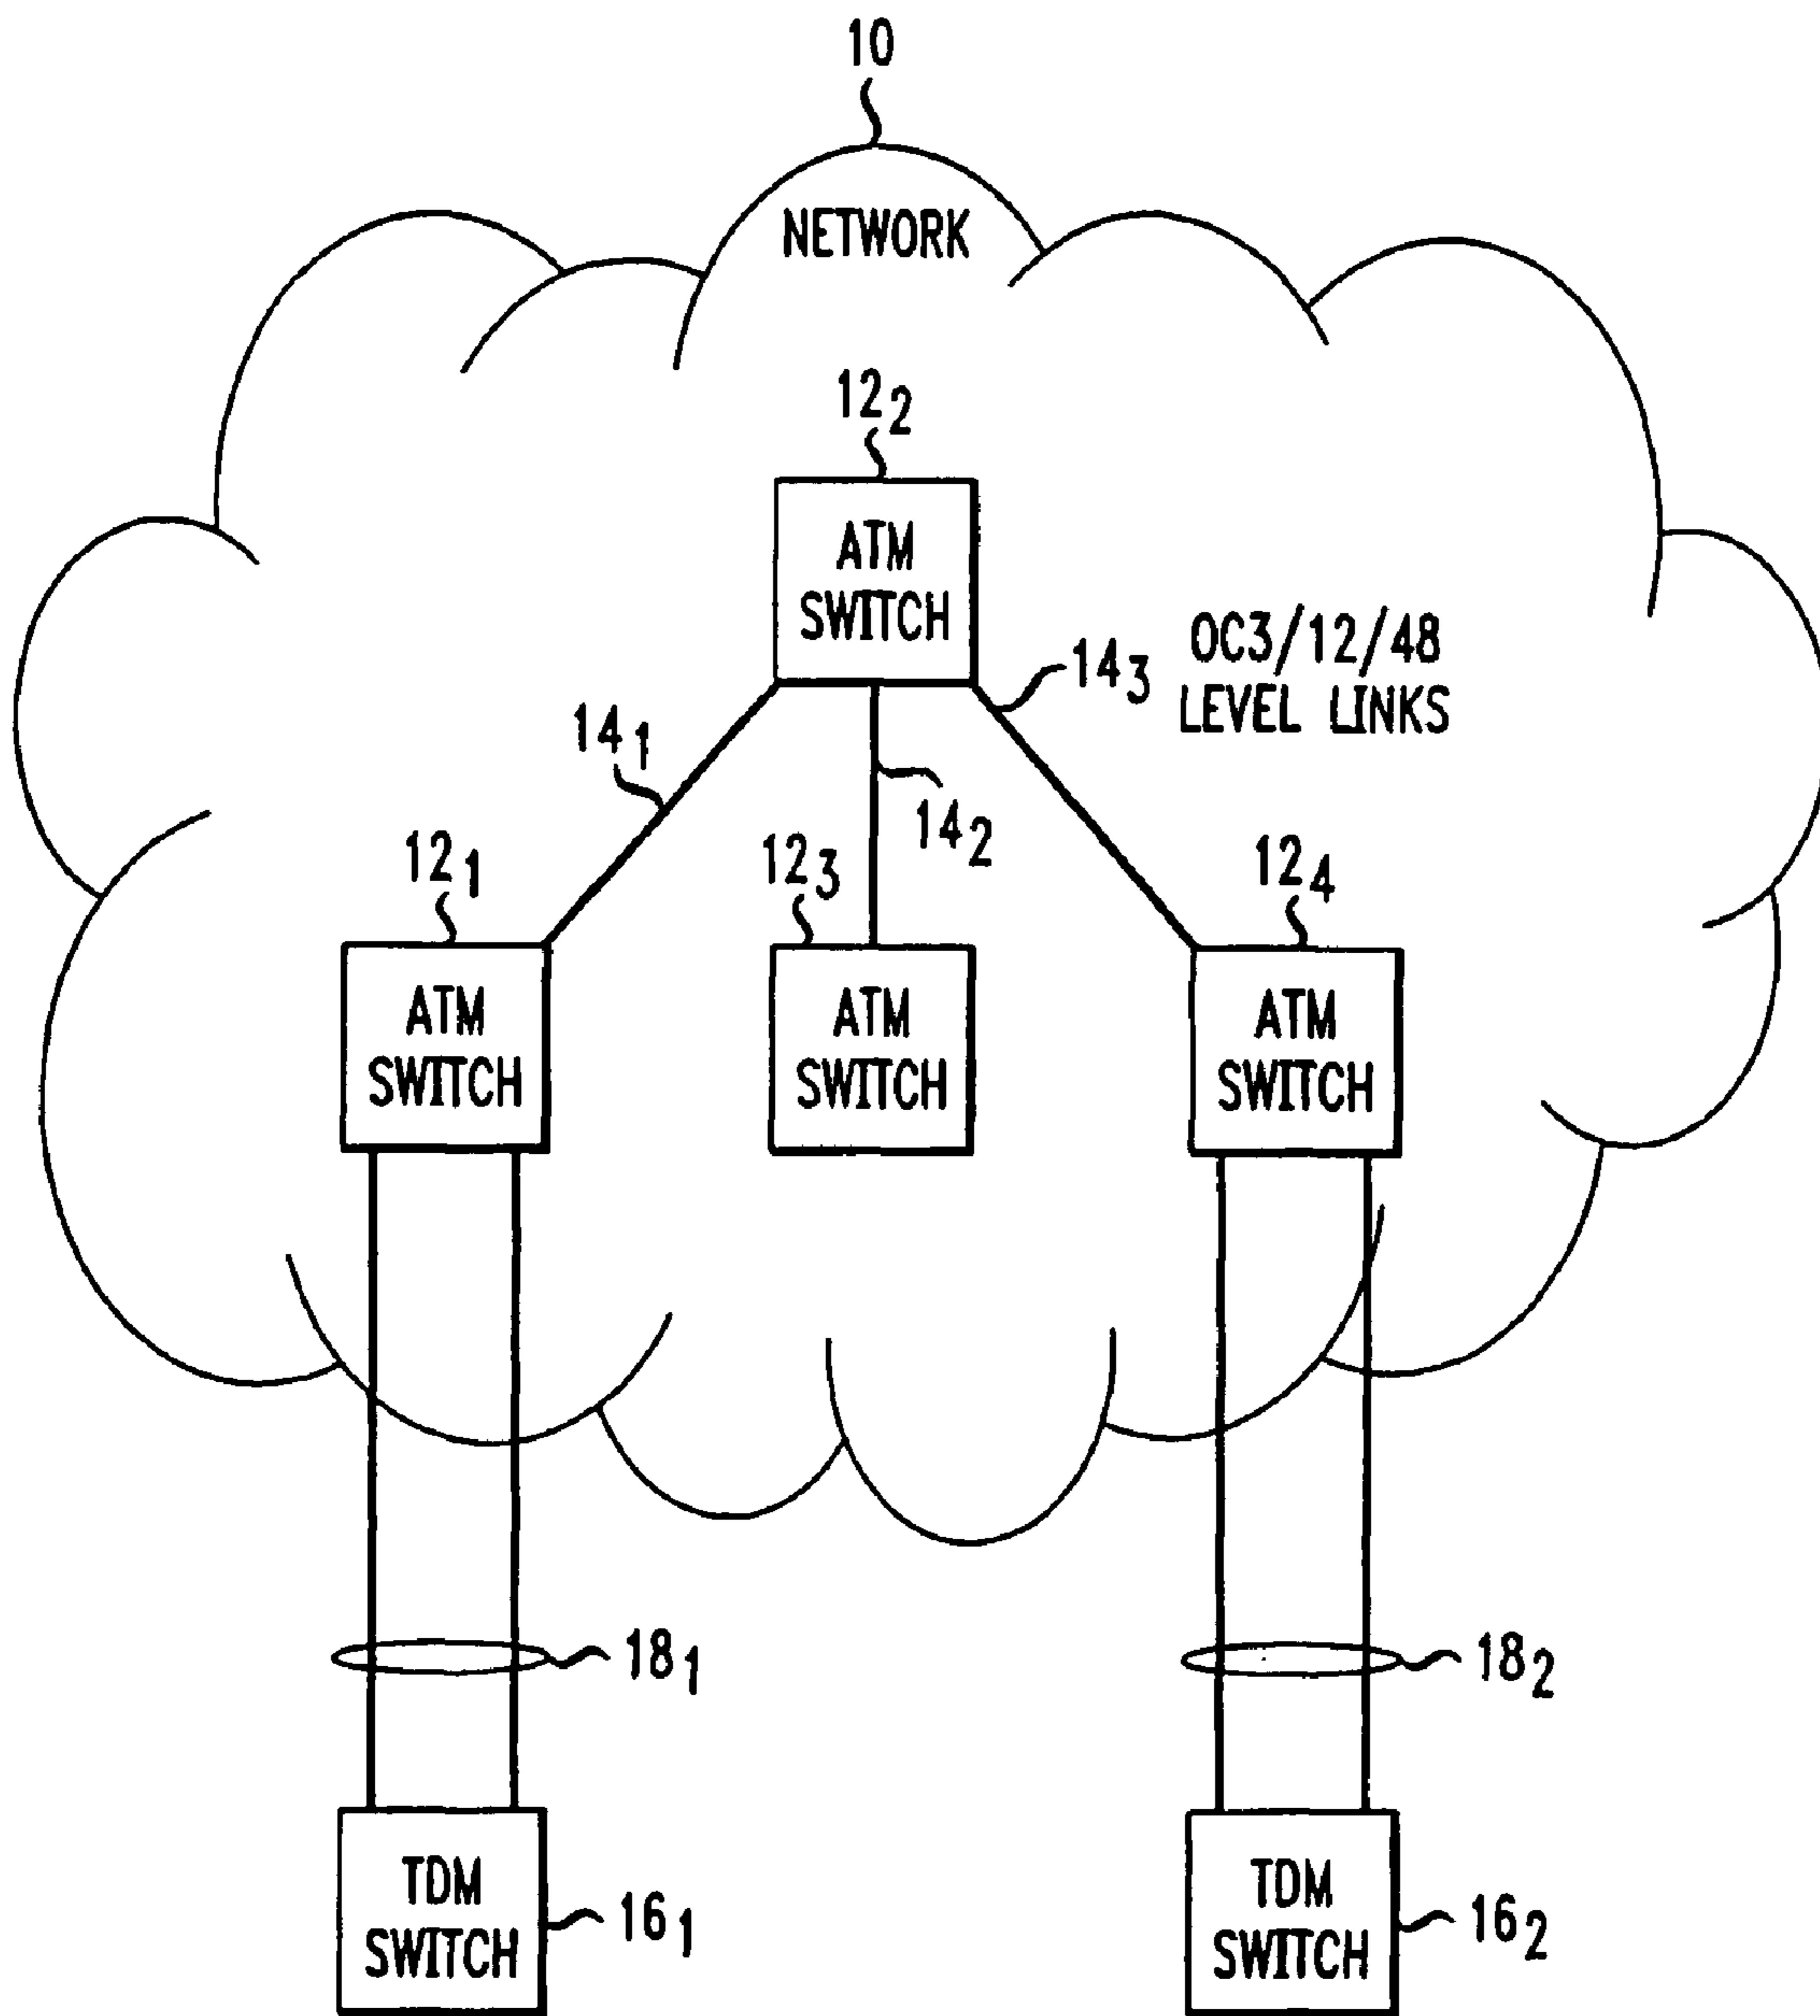 10
NETWORK
12₂
ATM
SWITCH
OC3/12/48
LEVEL LINKS
14₃
14₁
14₂
12₁
12₃
12₄
ATM
SWITCH
ATM
SWITCH
ATM
SWITCH
18₁
18₂
TDM
SWITCH
16₁
TDM
SWITCH
16₂